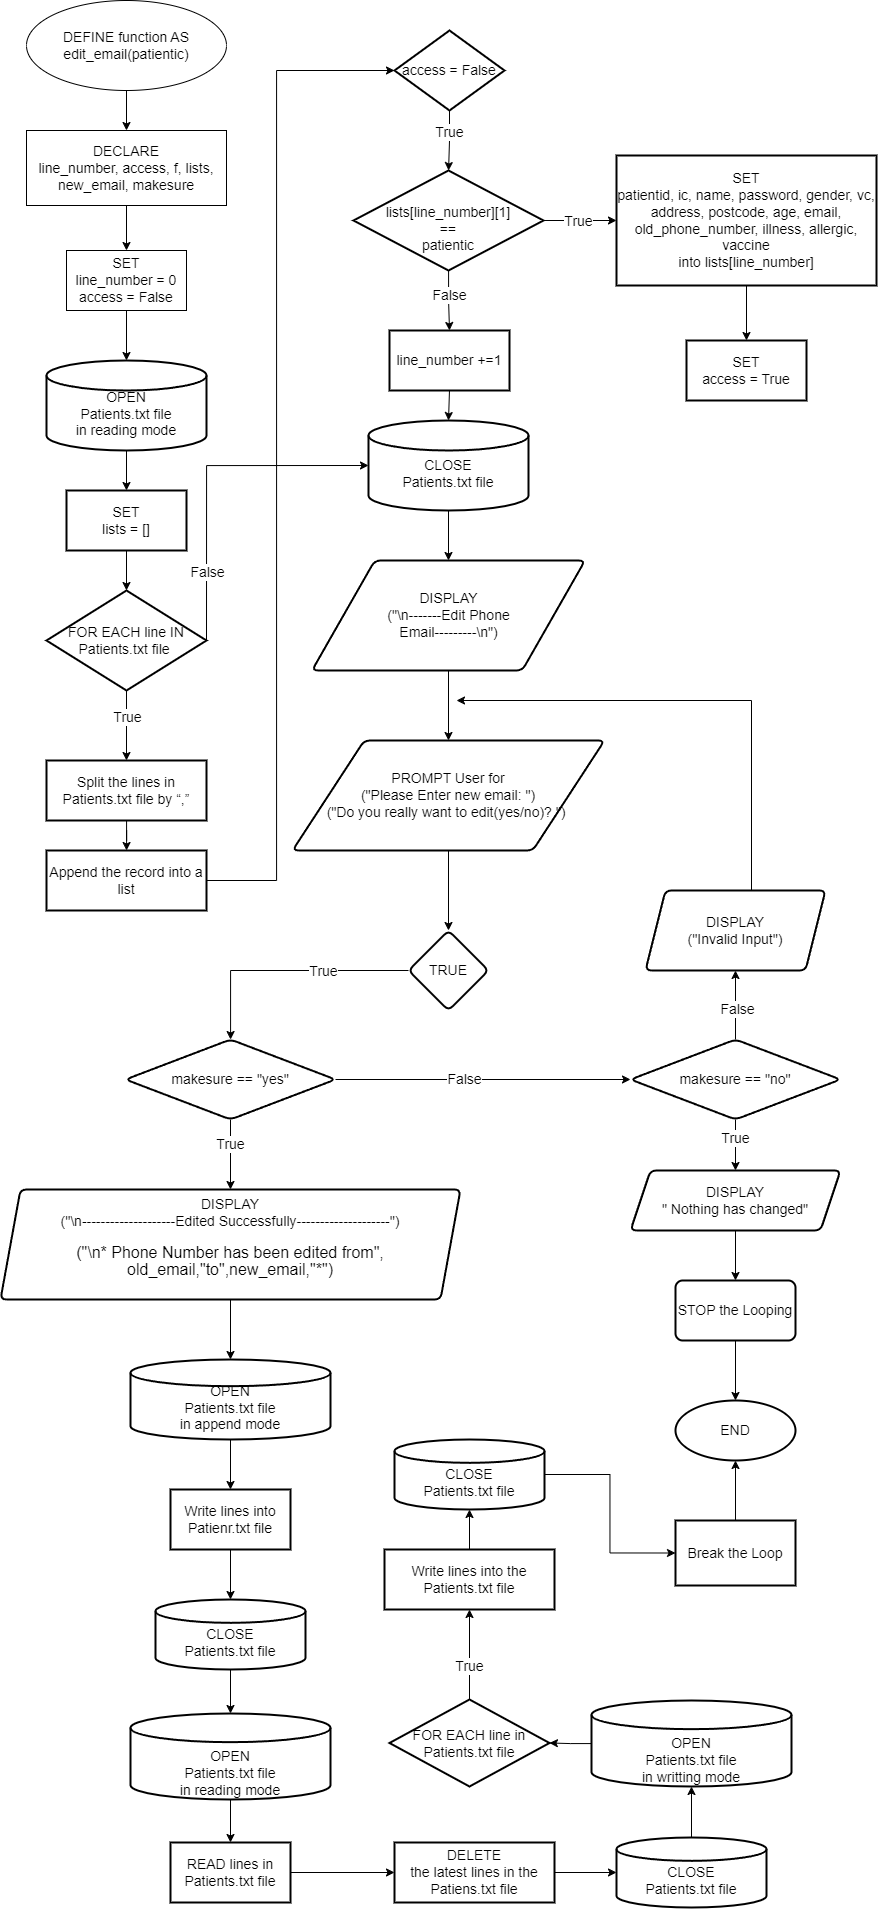 DEFINE function AS
edit_email(patientic)
DECLARE
line_number, access, f, lists,
new_email, makesure
SET
line_number = 0
access = False
OPEN
Patients.txt file
in reading mode
SET
lists = []
False
FOR EACH line IN
Patients.txt file
True
Split the lines in
Patients.txt file by “,”
Append the record into a
list
access = False
True
lists[line_number][1]
==
patientic
True
SET
patientid, ic, name, password, gender, vc,
address, postcode, age, email,
old_phone_number, illness, allergic,
vaccine
into lists[line_number]
SET
access = True
False
line_number +=1
CLOSE
Patients.txt file
DISPLAY
("\n-------Edit Phone
Email---------\n")
PROMPT User for
("Please Enter new email: ")
("Do you really want to edit(yes/no)? ")
TRUE
True
makesure == "yes"
False
makesure == "no"
False
DISPLAY
("Invalid Input")
True
DISPLAY
" Nothing has changed"
STOP the Looping
END
True
DISPLAY
("\n--------------------Edited Successfully--------------------")
("\n* Phone Number has been edited from",
old_email,"to",new_email,"*")
OPEN
Patients.txt file
in append mode
Write lines into
Patienr.txt file
CLOSE
Patients.txt file
OPEN
Patients.txt file
in reading mode
READ lines in
Patients.txt file
DELETE
the latest lines in the
Patiens.txt file
CLOSE
Patients.txt file
OPEN
Patients.txt file
in writting mode
FOR EACH line in
Patients.txt file
True
Write lines into the
Patients.txt file
CLOSE
Patients.txt file
Break the Loop